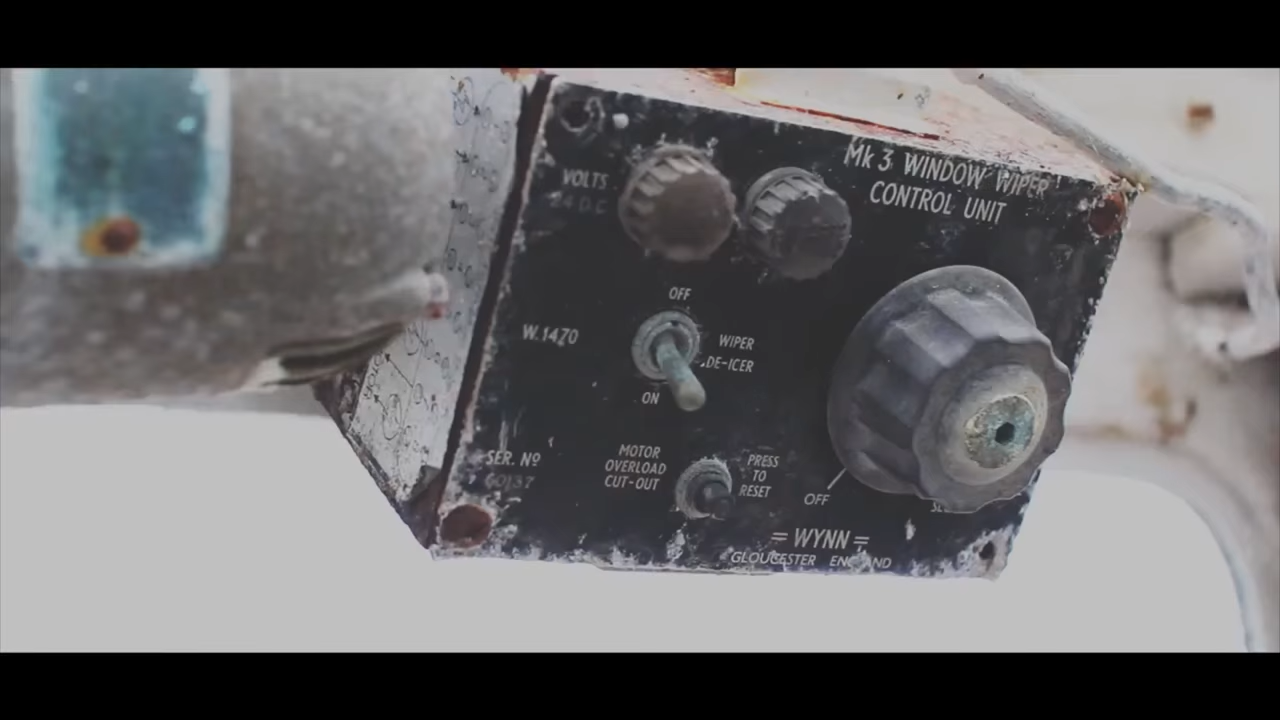 Mk 3 WINDOW WIPER
CONTROL UNIT
VOLTS
24 D.C
OFF
W.1470
WIPER
DE-ICER
ON
SER. Nº
MOTOR
OVERLOAD
CUT-OUT
PRESS
TO
RESET
OFF
=WYNN=
GLOUCESTER ENGLAND